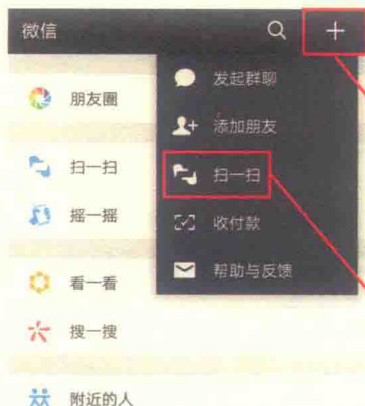 微信
朋友圈
扫一扫
摇一摇
看一看
搜一搜
附近的人
发起群聊
添加朋友
扫一扫
收付款
帮助与反馈